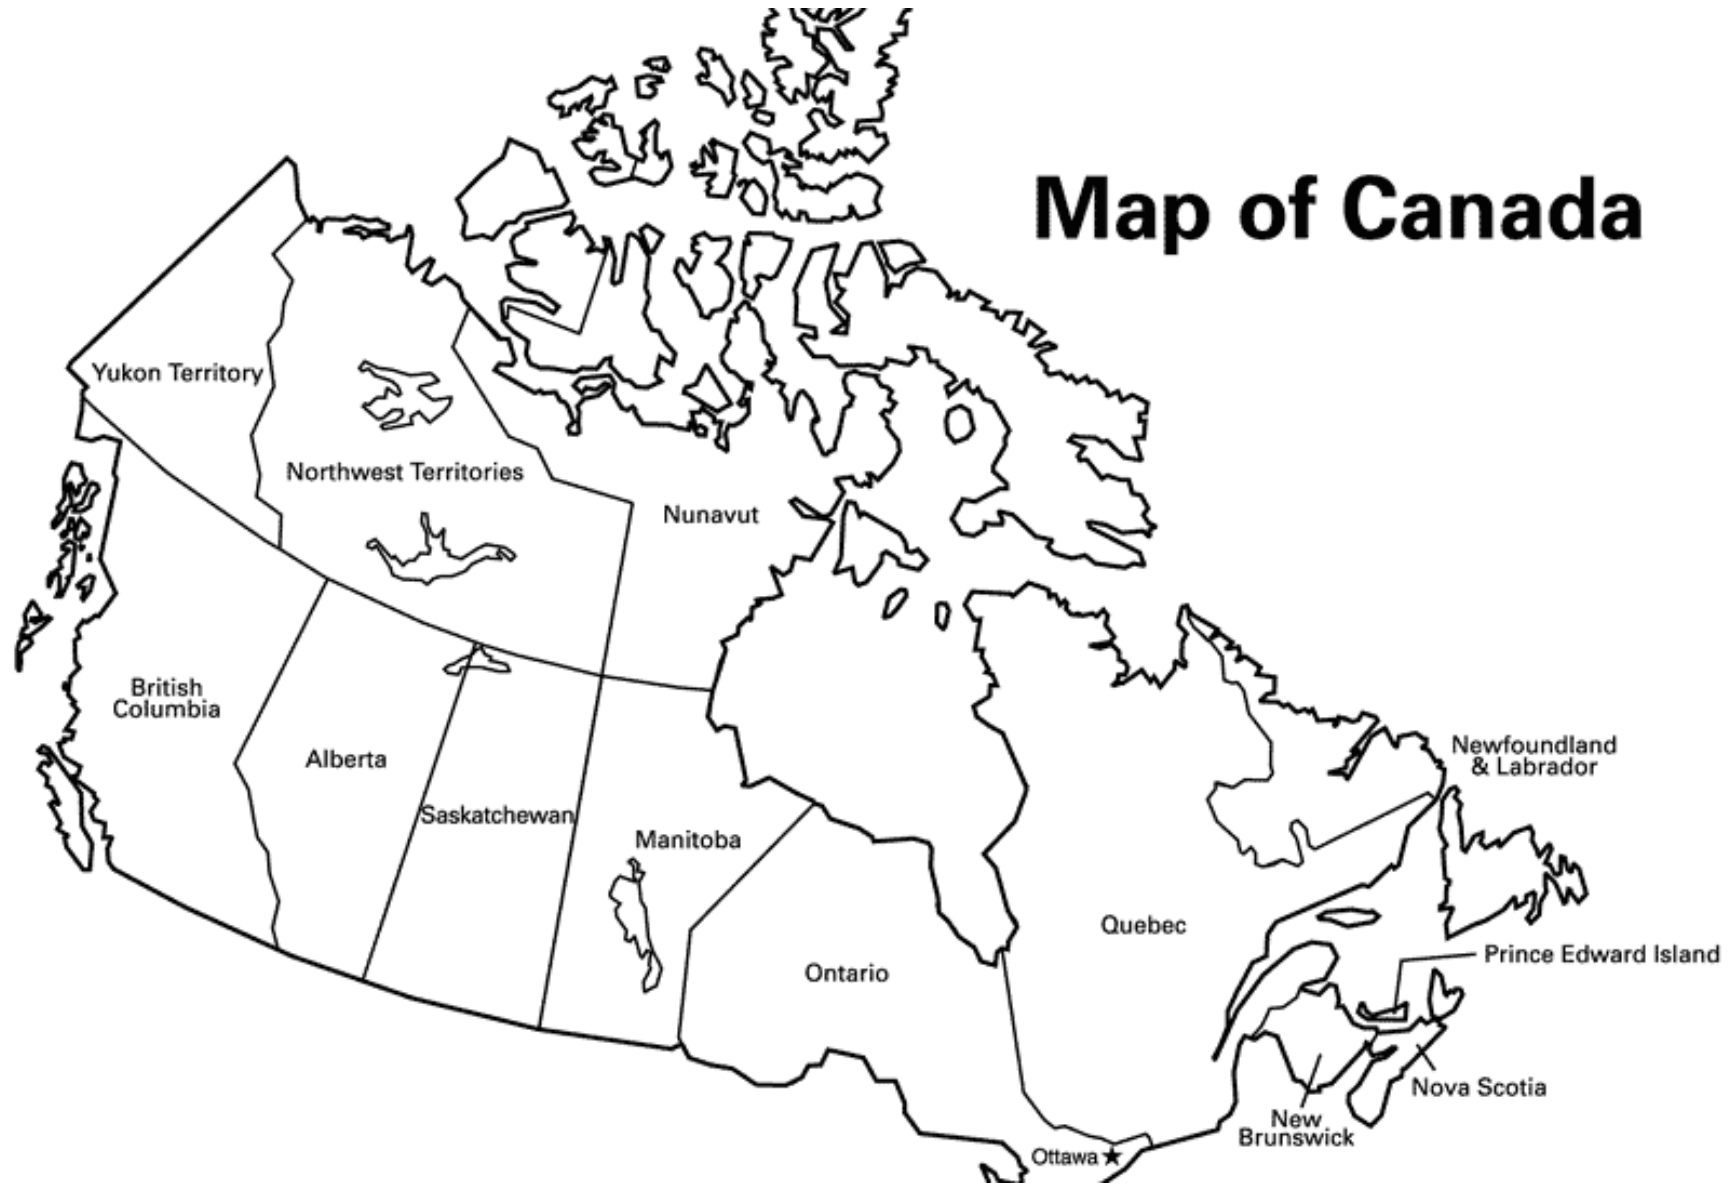 Map of Canada
Yukon Territory
Northwest Territories
Nunavut
British
Columbia
Alberta
Saskatchewan
Manitoba
Newfoundland
& Labrador
Quebec
Prince Edward Island
Ontario
Nova Scotia
New
Brunswick
Ottawa